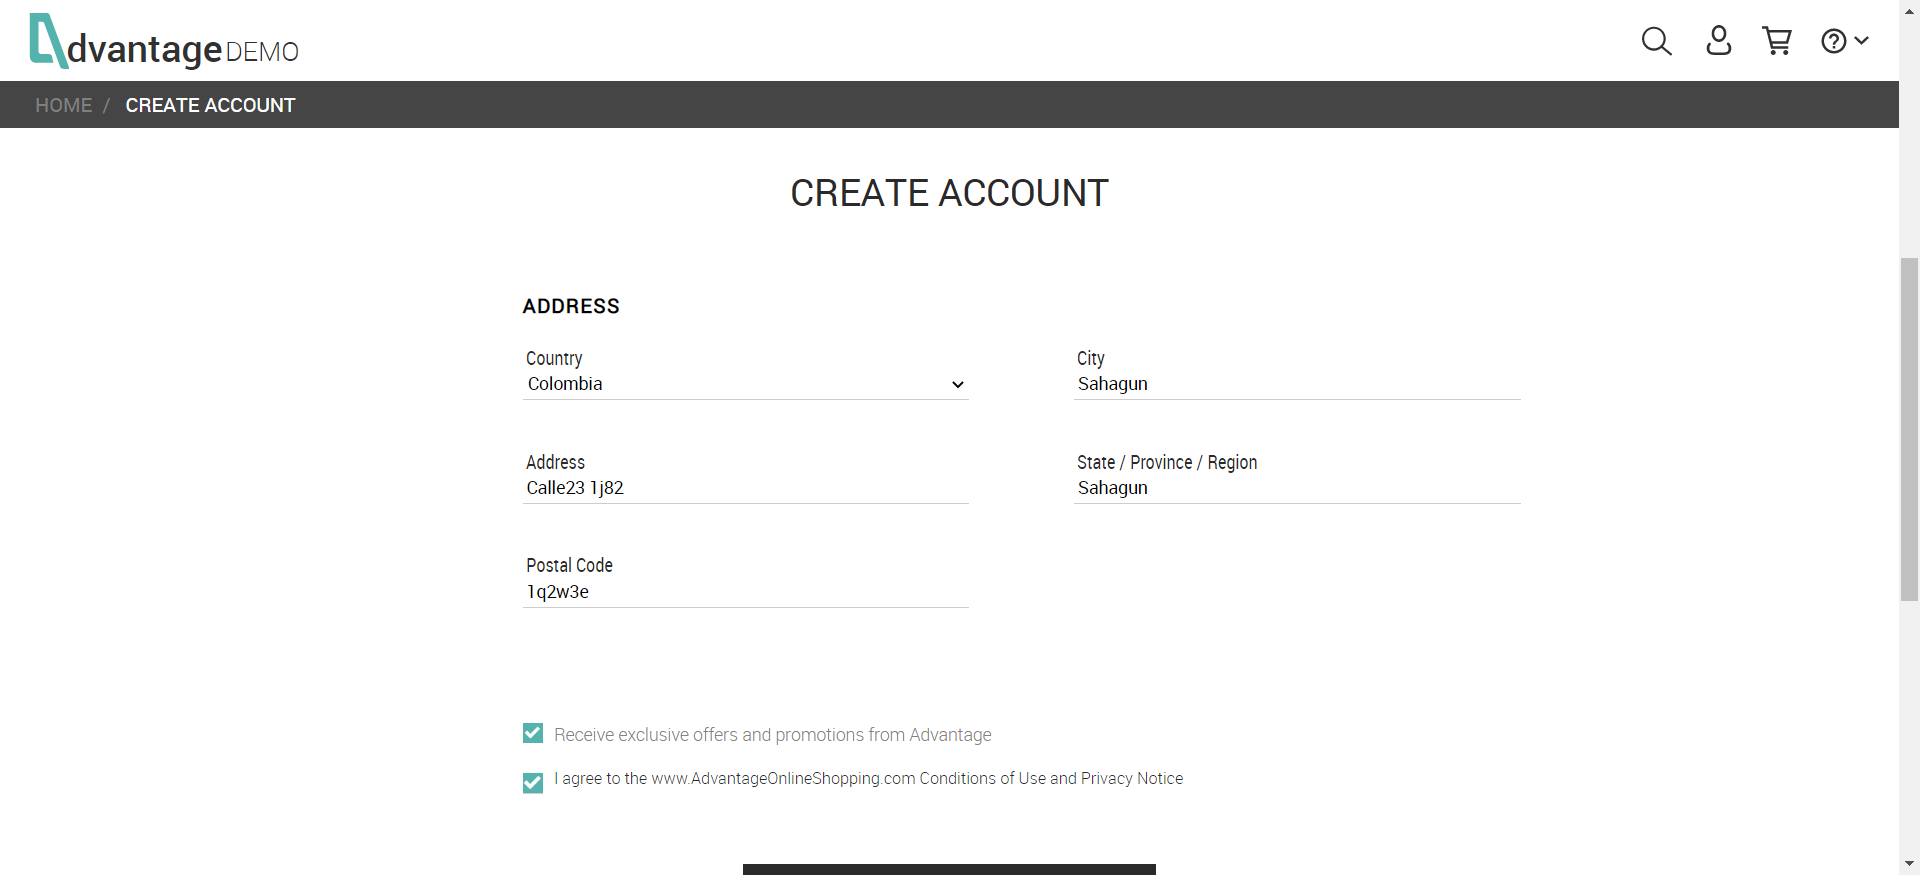 dvantage DEMO
HOME / CREATE ACCOUNT
CREATE ACCOUNT
ADDRESS
Country
Colombia
City
Sahagun
Address
Calle23 1j82
State / Province / Region
Sahagun
Postal Code
1q2w3e
Receive exclusive offers and promotions from Advantage
I agree to the www.AdvantageOnlineShopping.com Conditions of Use and Privacy Notice